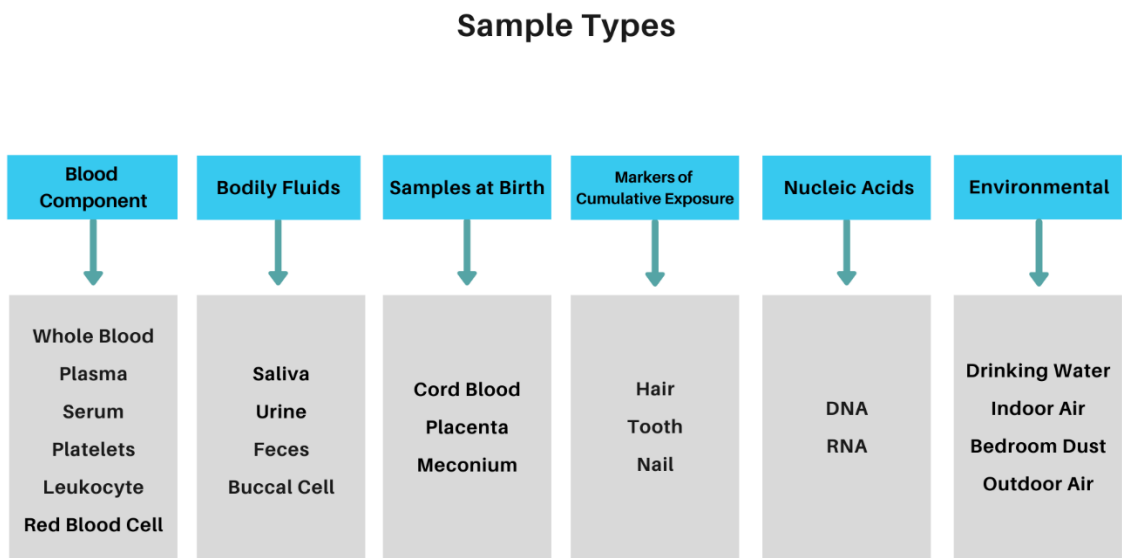 Sample Types
Blood
Component
Bodily Fluids
Samples at Birth
Markers of
Cumulative Exposure
Nucleic Acids
Environmental
Whole Blood
Plasma
Serum
Platelets
Leukocyte
Red Blood Cell
Saliva
Urine
Feces
Buccal Cell
Cord Blood
Placenta
Meconium
Hair
Tooth
Nail
DNA
RNA
Drinking Water
Indoor Air
Bedroom Dust
Outdoor Air